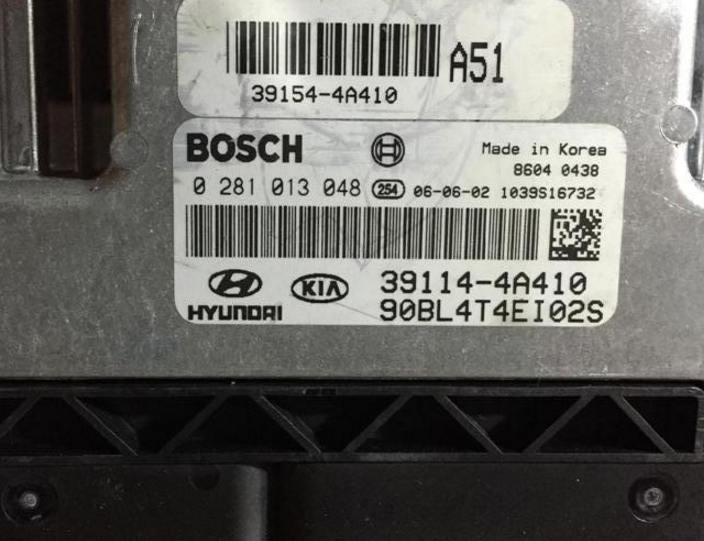 A51
39154-4A410
BOSCH
Made in Korea
8604 0438
0 281 013 048 254 06-06-02 1039S16732
HYUNDAI KIA 39114-4A410
90BL4T4EI02S